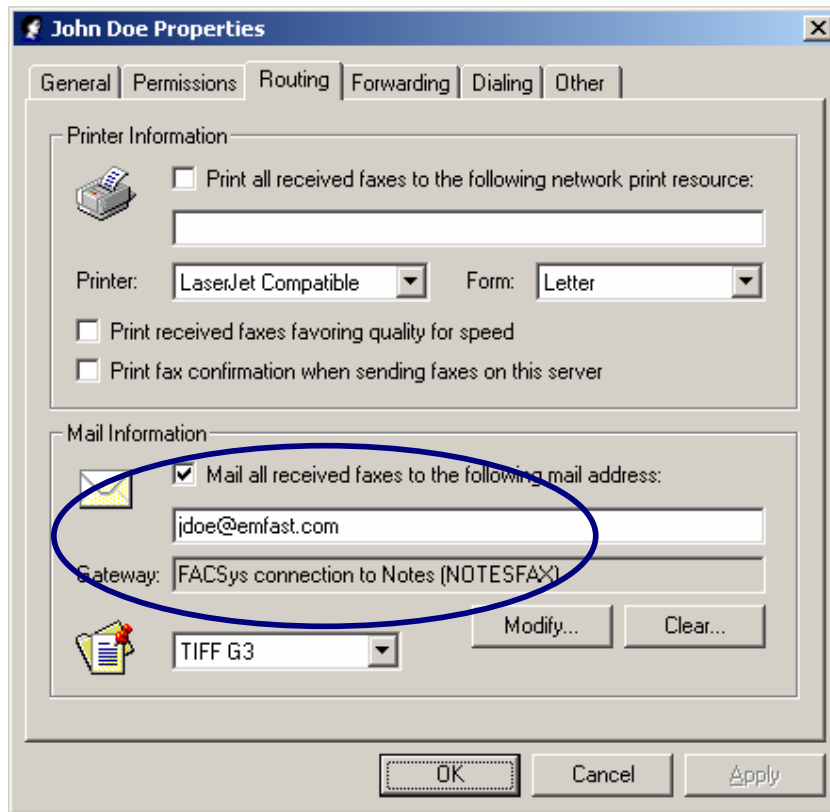 John Doe Properties
General Permissions Routing Forwarding Dialing Other
Printer Information
Print all received faxes to the following network print resource:
Printer: LaserJet Compatible Form: Letter
Print received faxes favoring quality for speed
Print fax confirmation when sending faxes on this server
Mail Information
Mail all received faxes to the following mail address:
jdoe@emfast.com
Gateway: FACSys connection to Notes (NOTESFAX)
Modify... Clear...
TIFF G3
OK Cancel Apply